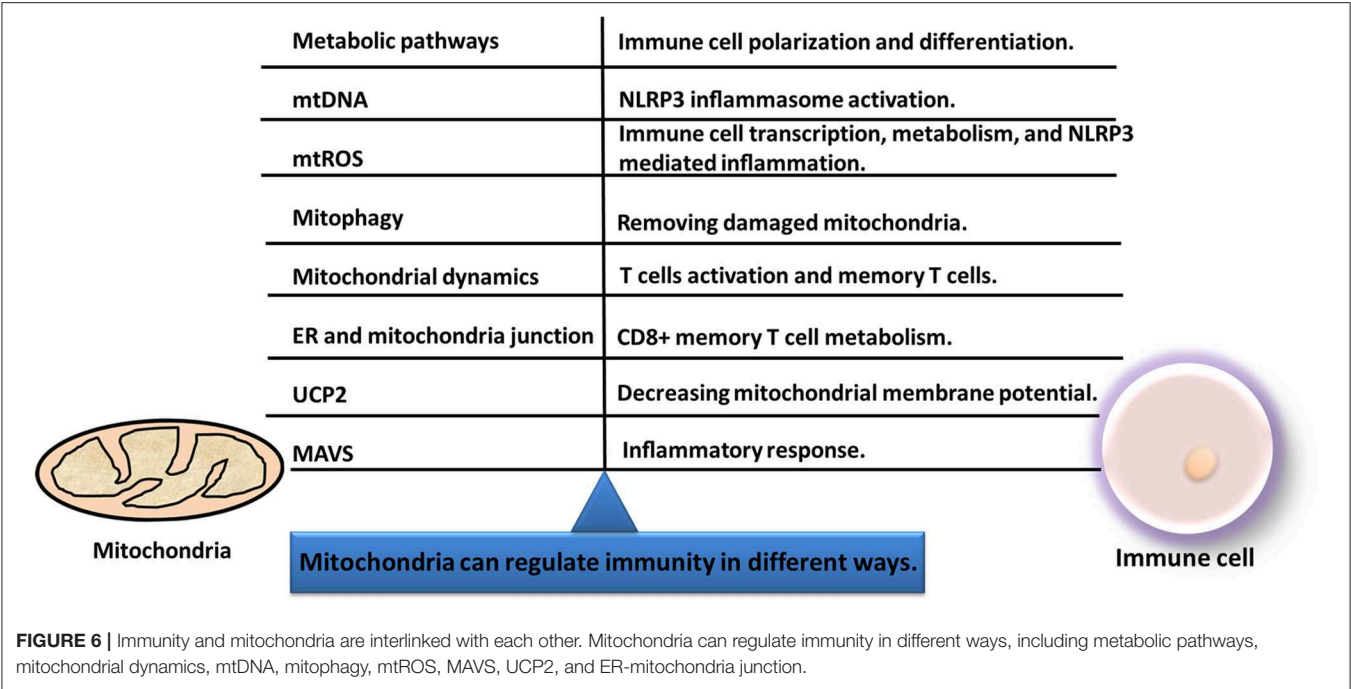 Metabolic pathways Immune cell polarization and differentiation.
mtDNA NLRP3 inflammasome activation.
mtROS Immune cell transcription, metabolism, and NLRP3
mediated inflammation.
Mitophagy Removing damaged mitochondria.
Mitochondrial dynamics T cells activation and memory T cells.
ER and mitochondria junction CD8+ memory T cell metabolism.
UCP2 Decreasing mitochondrial membrane potential.
MAVS Inflammatory response.
Mitochondria
Immune cell
Mitochondria can regulate immunity in different ways.
FIGURE 6 | Immunity and mitochondria are interlinked with each other. Mitochondria can regulate immunity in different ways, including metabolic pathways,
mitochondrial dynamics, mtDNA, mitophagy, mtROS, MAVS, UCP2, and ER-mitochondria junction.